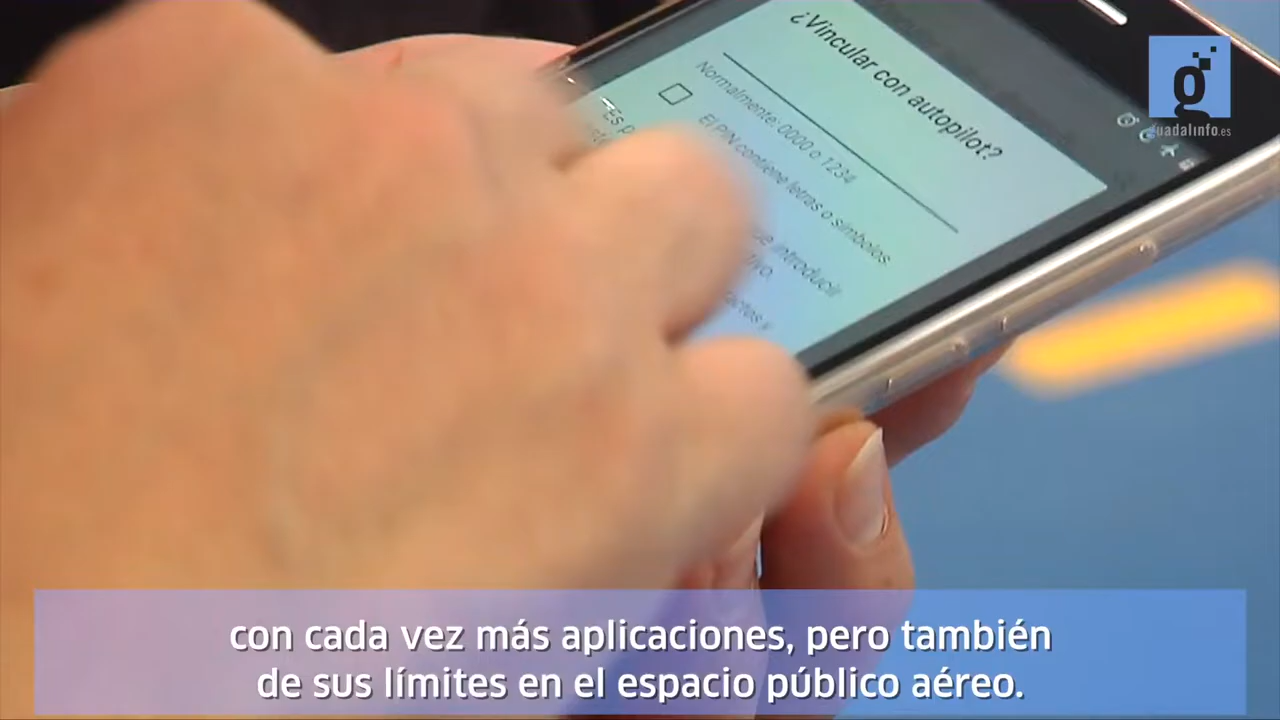 ¿Vincular con autopilot?
Normalmente: 0000 o 1234
El PIN contiene letras o símbolos
introducir
g
guadalinfo.es
con cada vez más aplicaciones, pero también
de sus límites en el espacio público aéreo.